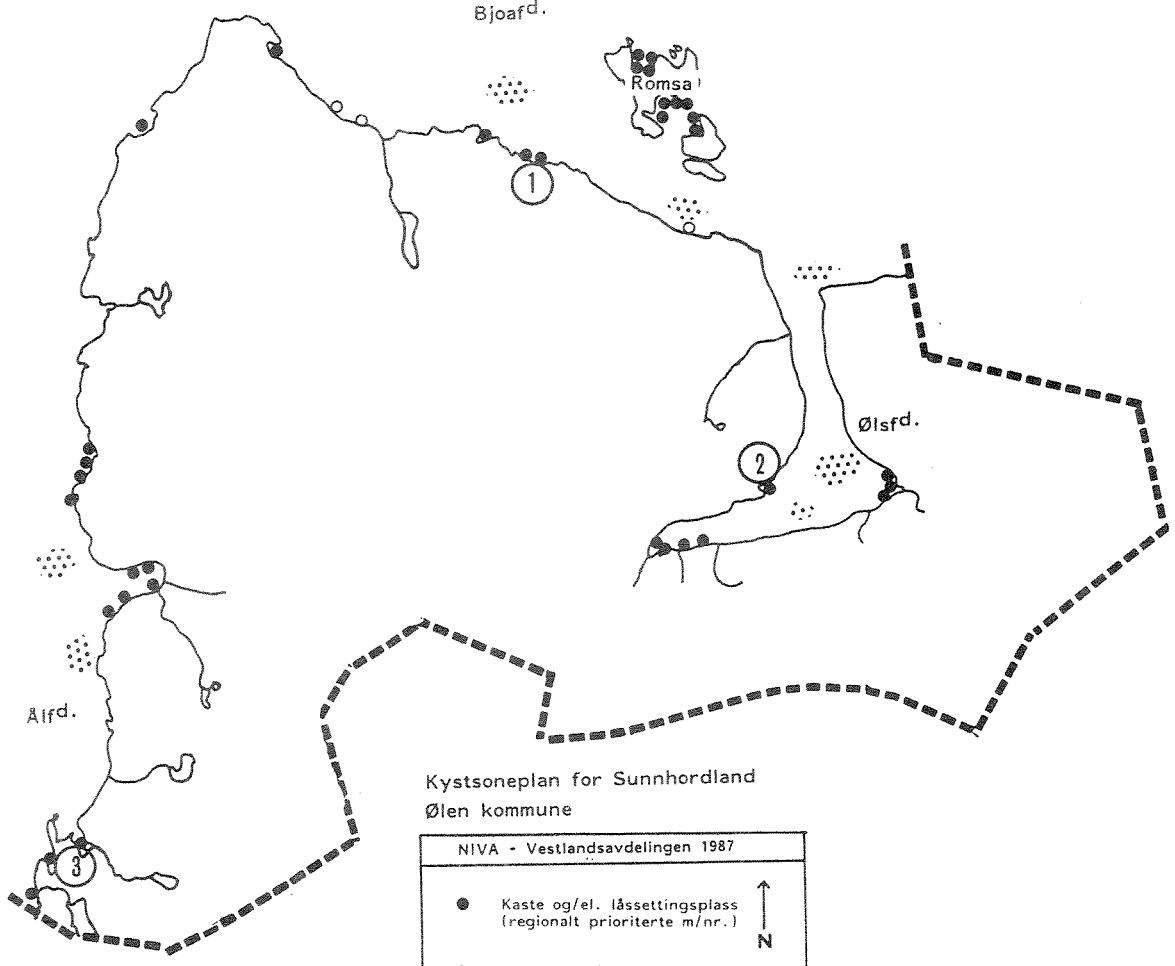 Bjoafd.
Romsa
1
Ølsfd.
2
Ålfd.
3
Kystsoneplan for Sunnhordland
Ølen kommune
NIVA - Vestlandsavdelingen 1987
Kaste og/el. låssettingsplass
(regionalt prioriterte m/nr.)
N